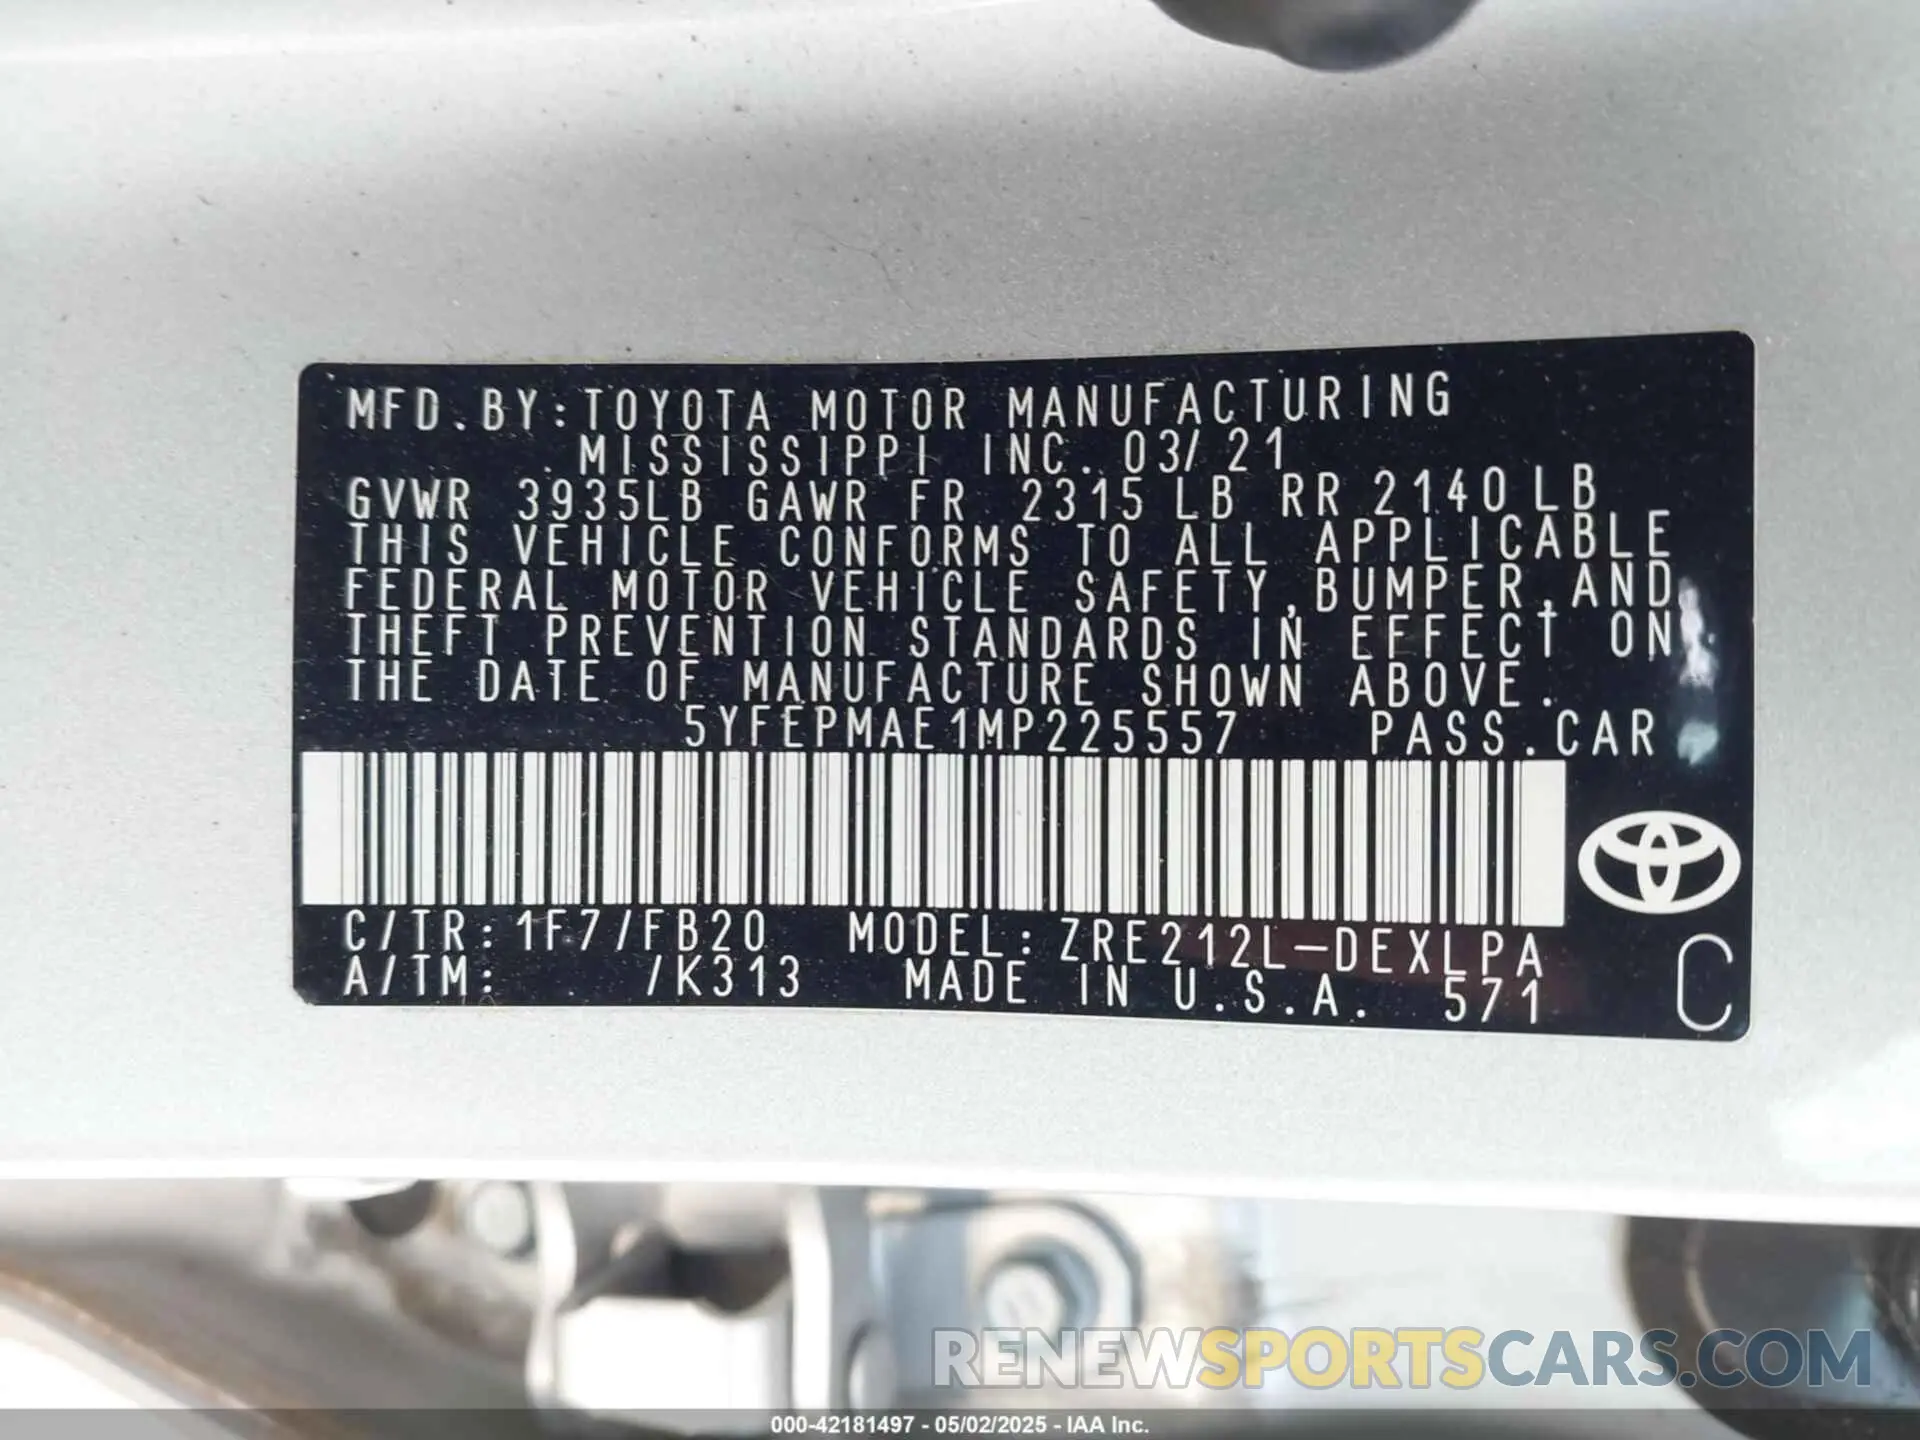 MFD.BY:TOYOTA MOTOR MANUFACTURING
MISSISSIPPI INC. 03/21
GVWR 3935LB GAWR FR 2315 LB RR 2140 LB
THIS VEHICLE CONFORMS TO ALL APPLICABLE
FEDERAL MOTOR VEHICLE SAFETY,BUMPER,AND
THEFT PREVENTION STANDARDS IN EFFECT ON
THE DATE OF MANUFACTURE SHOWN ABOVE.
5YFEPMAE1MP225557 PASS.CAR
C/TR:1F7/FB20 MODEL:ZRE212L-DEXLPA
A/TM: /K313 MADE IN U.S.A. 571
C
RENEWSPORTSCARS.COM
000-42181497 - 05/02/2025 - IAA Inc.